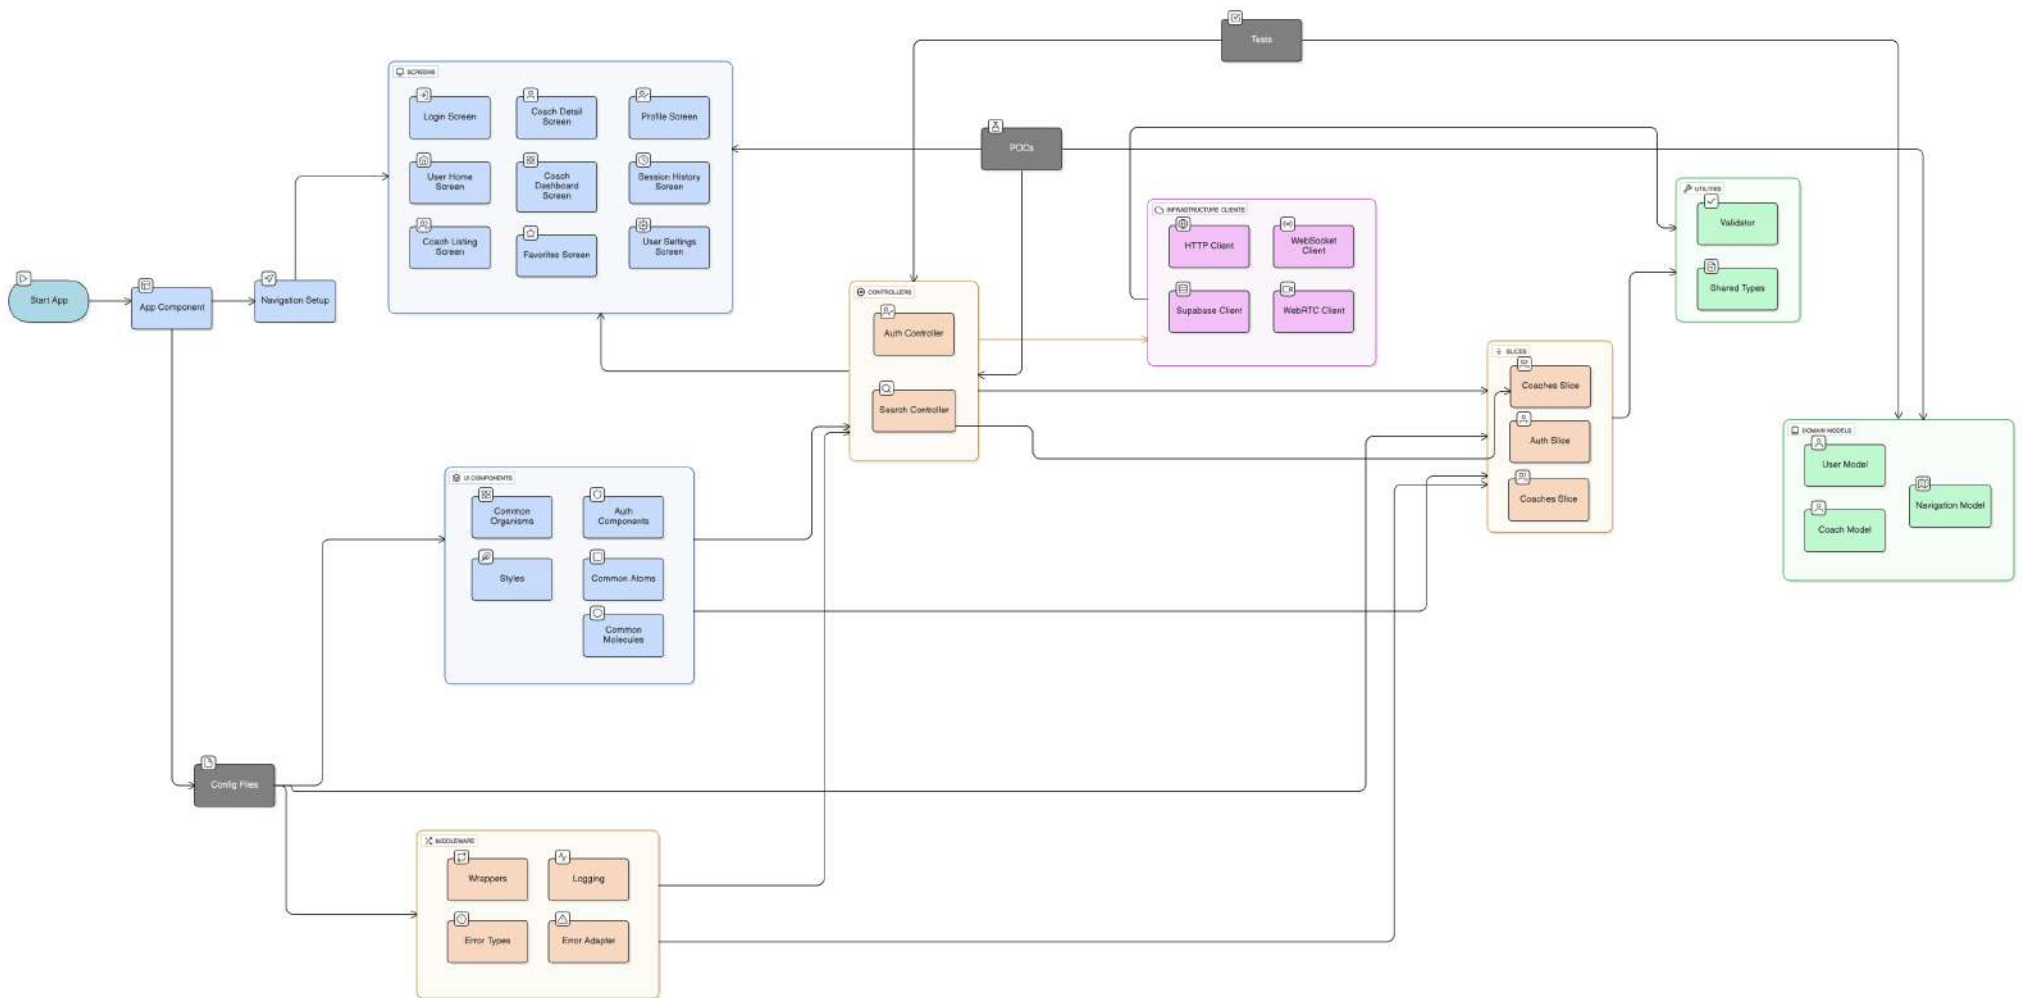 Tests
SCREENS
Login Screen
Coach Detail
Screen
Profile Screen
User Home
Screen
Coach
Dashboard
Screen
Session History
Screen
Coach Listing
Screen
Favorites Screen
User Settings
Screen
POCs
UTILITIES
Validator
Shared Types
INFRASTRUCTURE CLIENTS
HTTP Client
WebSocket
Client
Supabase Client
WebRTC Client
Start App
App Component
Navigation Setup
CONTROLLERS
Auth Controller
Search Controller
SLICES
Coaches Slice
Auth Slice
Coaches Slice
DOMAIN MODELS
User Model
Navigation Model
Coach Model
UI COMPONENTS
Common
Organisms
Auth
Components
Styles
Common Atoms
Common
Molecules
Config Files
MIDDLEWARE
Wrappers
Logging
Error Types
Error Adapter